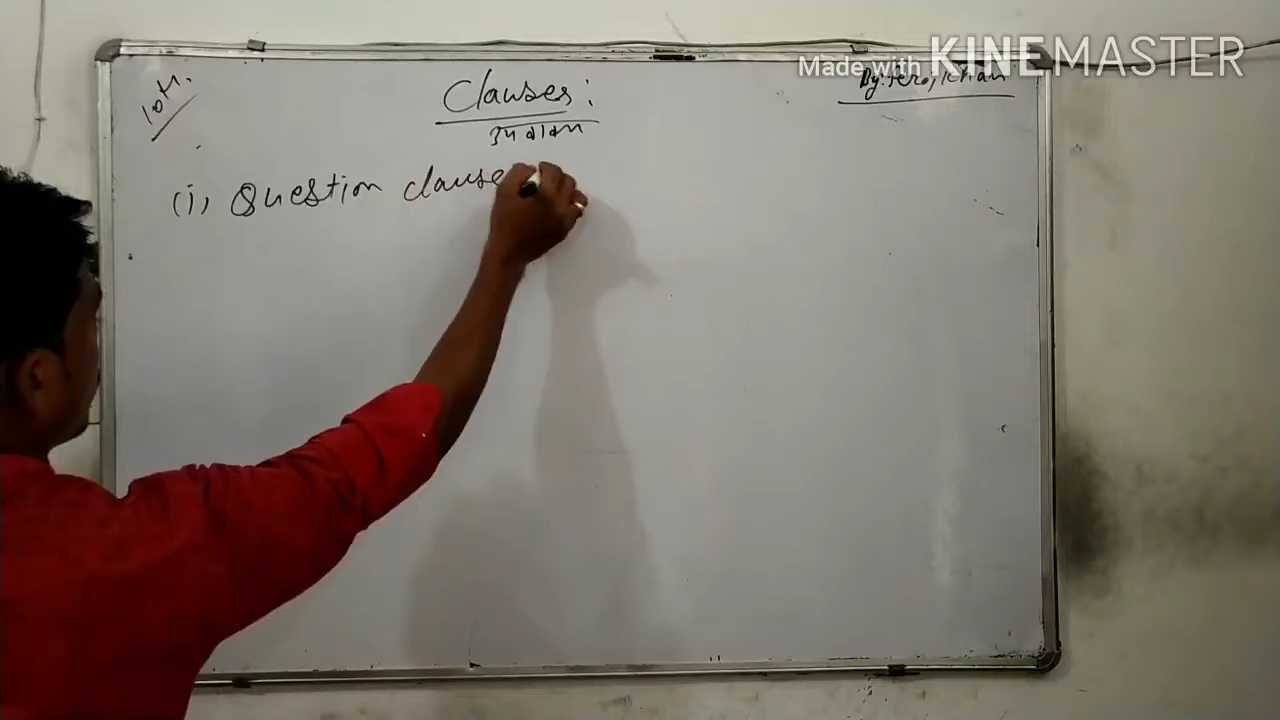 Made with KINEMASTER
10th.
Clauses:
By: Feroj Khan
उपवाक्य
(i) Question clause